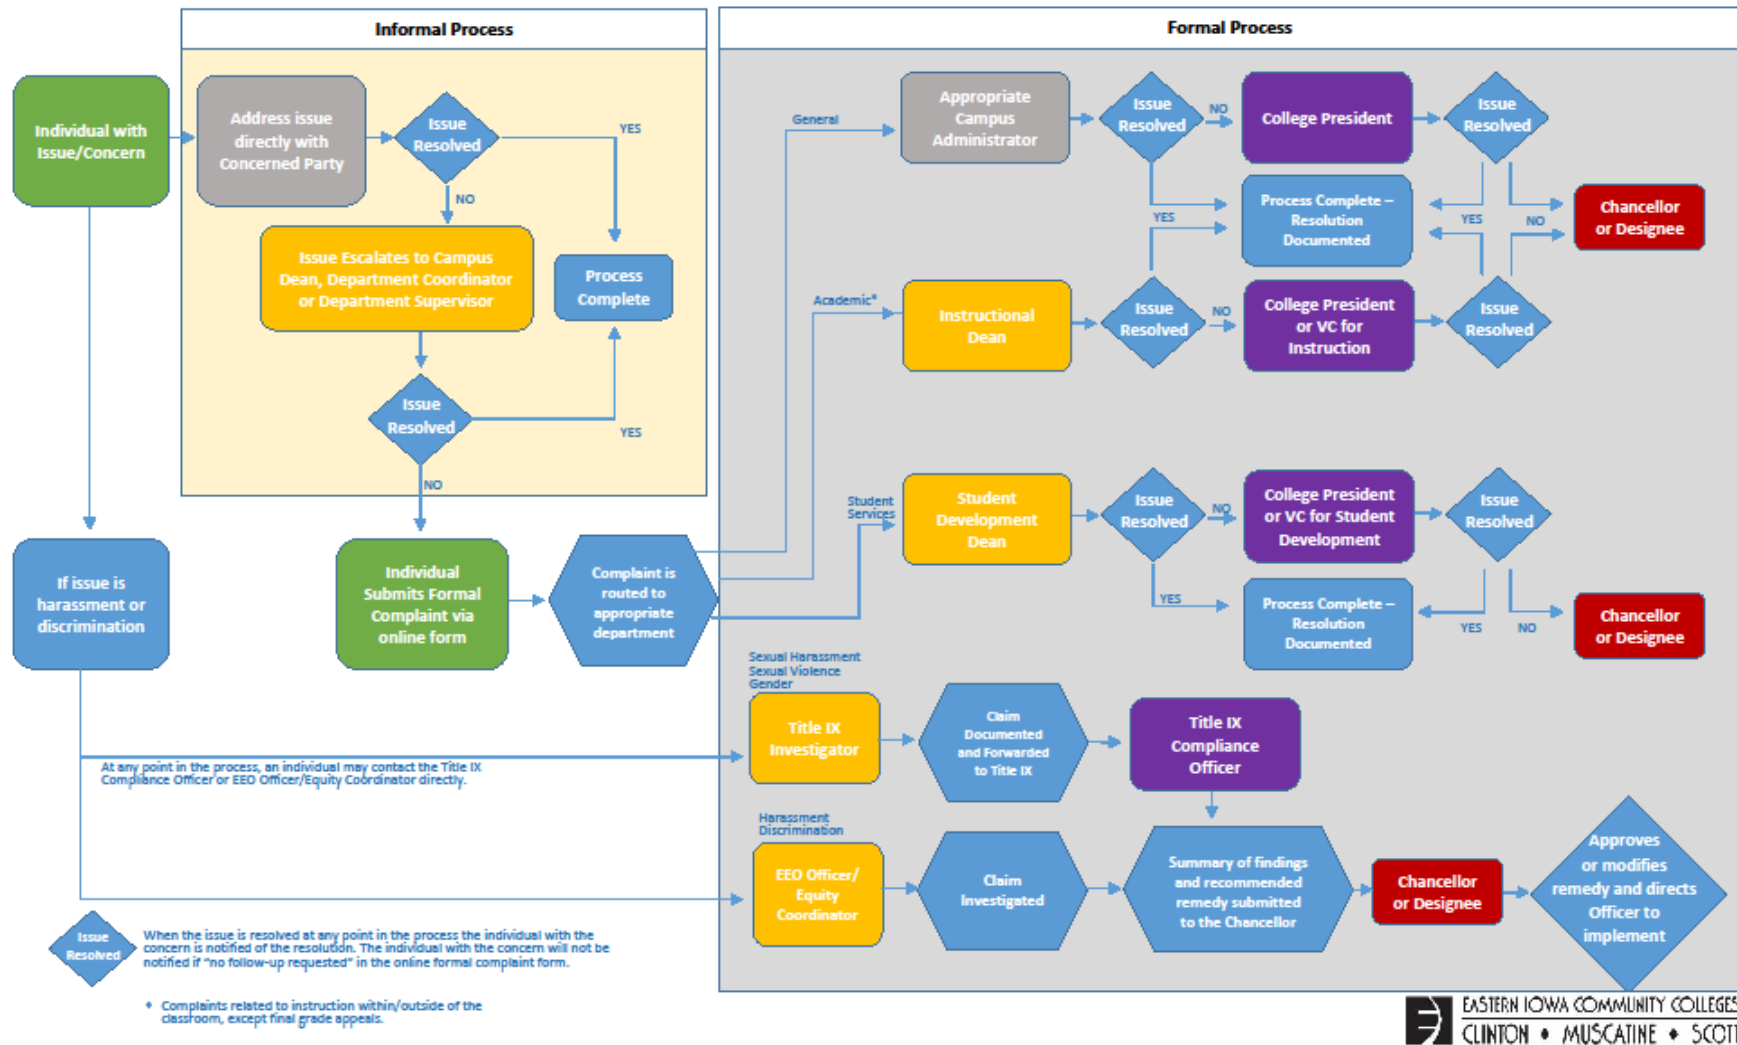 Informal Process
Formal Process
Individual with
Issue/Concern
Address issue
directly with
Concerned Party
Issue
Resolved
YES
NO
Issue Escalates to Campus
Dean, Department Coordinator
or Department Supervisor
Process
Complete
Issue
Resolved
YES
NO
If issue is
harassment or
discrimination
Individual
Submits Formal
Complaint via
online form
Complaint is
routed to
appropriate
department
General
Appropriate
Campus
Administrator
Issue
Resolved
NO
College President
Issue
Resolved
YES
Process Complete –
Resolution
Documented
YES
NO
Chancellor
or Designee
Academic*
Instructional
Dean
Issue
Resolved
NO
College President
or VC for
Instruction
Issue
Resolved
Student
Services
Student
Development
Dean
Issue
Resolved
NO
College President
or VC for Student
Development
Issue
Resolved
YES
Process Complete –
Resolution
Documented
YES
NO
Chancellor
or Designee
Sexual Harassment
Sexual Violence
Gender
Title IX
Investigator
Claim
Documented
and Forwarded
to Title IX
Title IX
Compliance
Officer
At any point in the process, an individual may contact the Title IX
Compliance Officer or EEO Officer/Equity Coordinator directly.
Harassment
Discrimination
EEO Officer/
Equity
Coordinator
Claim
Investigated
Summary of findings
and recommended
remedy submitted
to the Chancellor
Chancellor
or Designee
Approves
or modifies
remedy and directs
Officer to
implement
Issue
Resolved
When the issue is resolved at any point in the process the individual with the
concern is notified of the resolution. The individual with the concern will not be
notified if "no follow-up requested" in the online formal complaint form.
* Complaints related to instruction within/outside of the
classroom, except final grade appeals.
EASTERN IOWA COMMUNITY COLLEGES
CLINTON • MUSCATINE • SCOTT